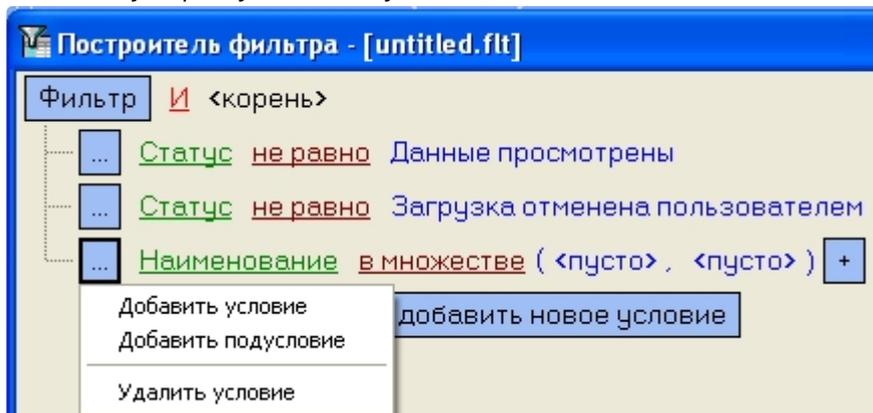 Построитель фильтра - [untitled.flt]
Фильтр И <корень>
... Статус не равно Данные просмотрены
... Статус не равно Загрузка отменена пользователем
... Наименование в множестве ( <пусто> , <пусто> ) +
Добавить условие
добавить новое условие
Добавить подусловие
Удалить условие